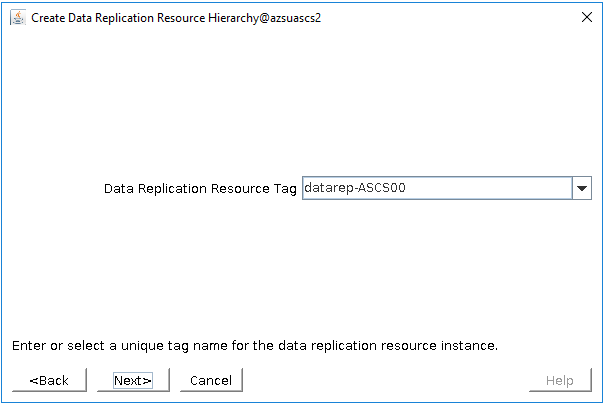 Create Data Replication Resource Hierarchy@azsuascs2
Data Replication Resource Tag datarep-ASCS00
Enter or select a unique tag name for the data replication resource instance.
<Back Next> Cancel Help